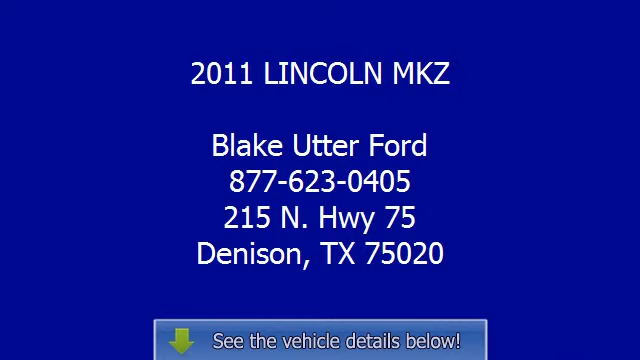 2011 LINCOLN MKZ
Blake Utter Ford
877-623-0405
215 N. Hwy 75
Denison, TX 75020
See the vehicle details below!